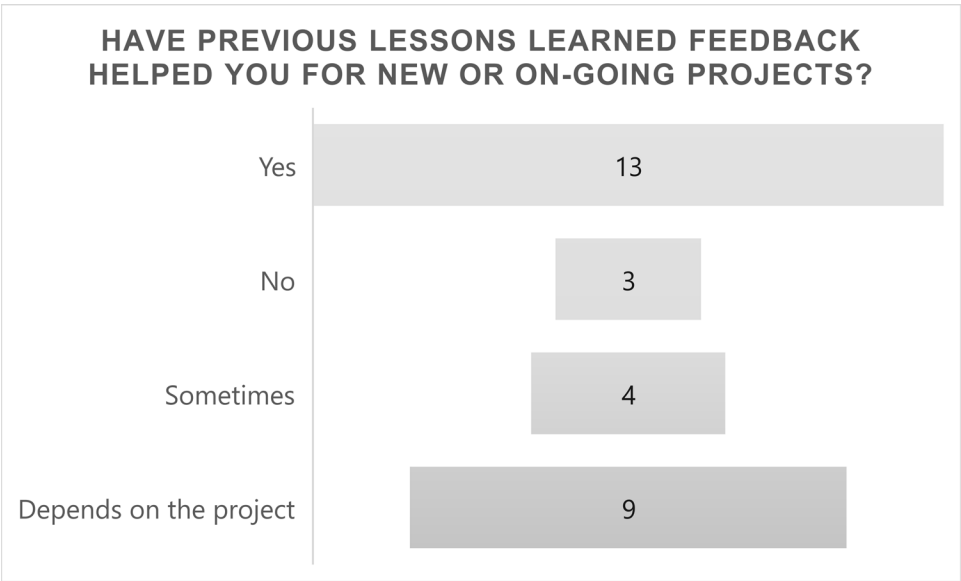 HAVE PREVIOUS LESSONS LEARNED FEEDBACK
HELPED YOU FOR NEW OR ON-GOING PROJECTS?
Yes 13
No 3
Sometimes 4
Depends on the project 9